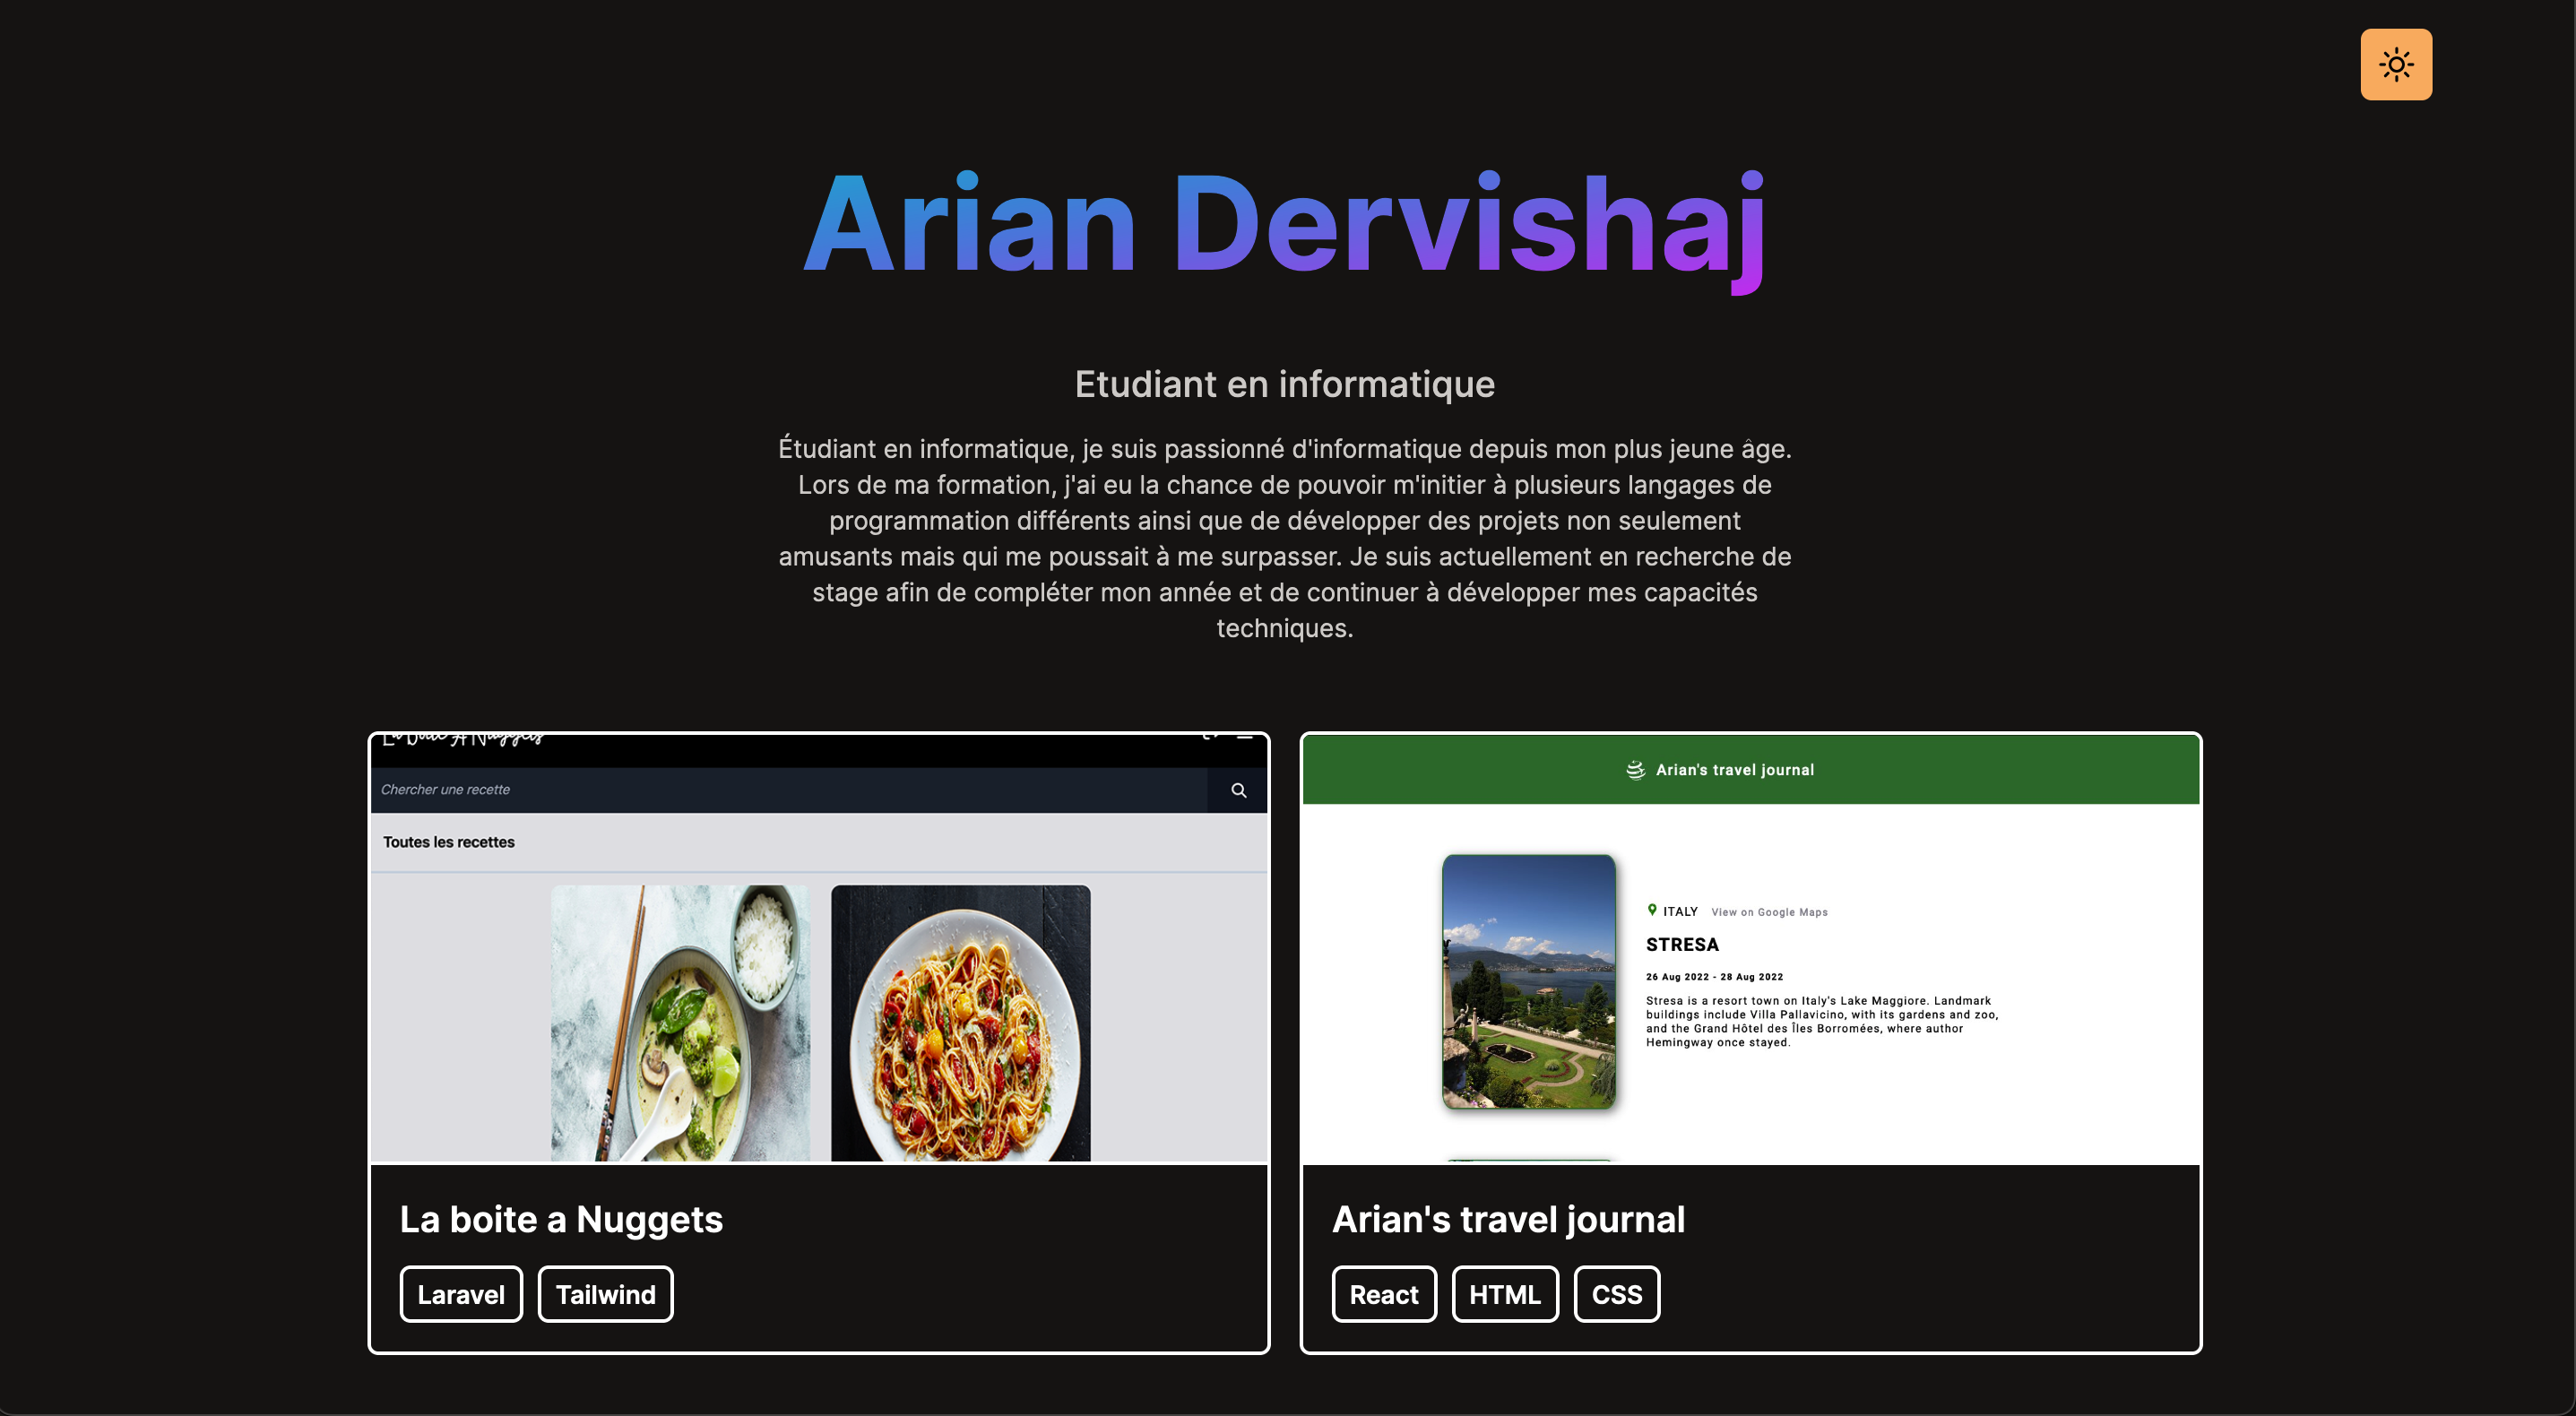 Arian Dervishaj
Etudiant en informatique
Étudiant en informatique, je suis passionné d'informatique depuis mon plus jeune âge.
Lors de ma formation, j'ai eu la chance de pouvoir m'initier à plusieurs langages de
programmation différents ainsi que de développer des projets non seulement
amusants mais qui me poussait à me surpasser. Je suis actuellement en recherche de
stage afin de compléter mon année et de continuer à développer mes capacités
techniques.
La Boite A Nuggets
Chercher une recette
Toutes les recettes
La boite a Nuggets
Laravel Tailwind
Arian's travel journal
ITALY View on Google Maps
STRESA
26 Aug 2022 - 28 Aug 2022
Stresa is a resort town on Italy's Lake Maggiore. Landmark
buildings include Villa Pallavicino, with its gardens and zoo,
and the Grand Hôtel des Îles Borromées, where author
Hemingway once stayed.
Arian's travel journal
React HTML CSS